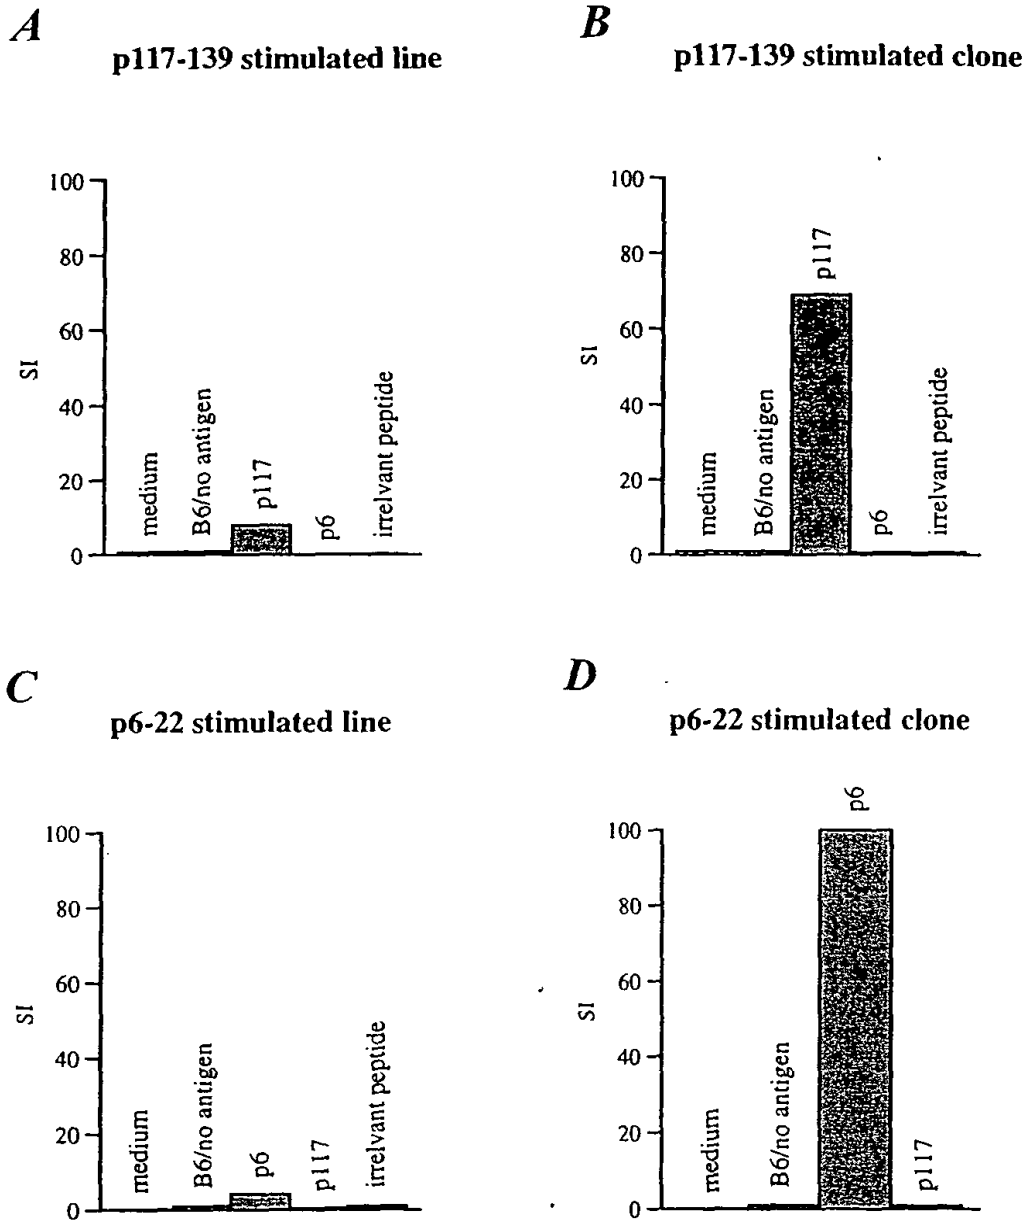 A
p117-139 stimulated line
100
80
60
40
20
0
SI
medium
B6/no antigen
p117
p6
irrelvant peptide
B
p117-139 stimulated clone
100
80
60
40
20
0
SI
medium
B6/no antigen
p117
p6
irrelvant peptide
C
p6-22 stimulated line
100
80
60
40
20
0
SI
medium
B6/no antigen
p6
p117
irrelvant peptide
D
p6-22 stimulated clone
100
80
60
40
20
0
SI
medium
B6/no antigen
p6
p117